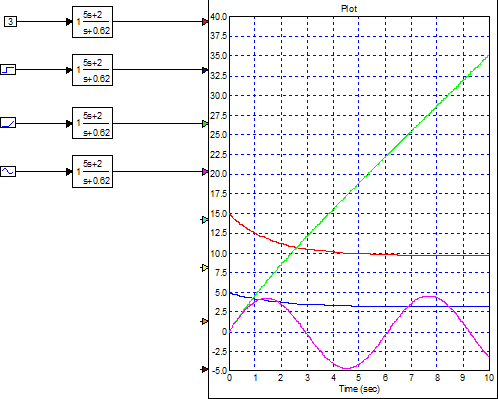 Plot
3
1 5s+2
s+0.62
1 5s+2
s+0.62
1 5s+2
s+0.62
1 5s+2
s+0.62
40.0
37.5
35.0
32.5
30.0
27.5
25.0
22.5
20.0
17.5
15.0
12.5
10.0
7.5
5.0
2.5
0
-2.5
-5.0
0 1 2 3 4 5 6 7 8 9 10
Time (sec)